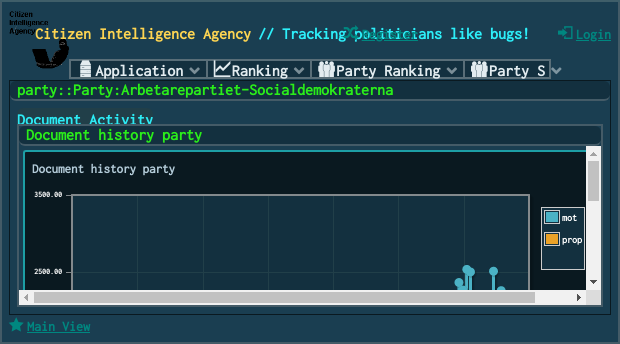 Citizen
Intelligence
Agency
Citizen Intelligence Agency // Tracking politicians like bugs!
Register
Login
Application
Ranking
Party Ranking
Party S
party::Party:Arbetarepartiet-Socialdemokraterna
Document Activity
Document history party
Document history party
3500.00
2500.00
mot
prop
Main View